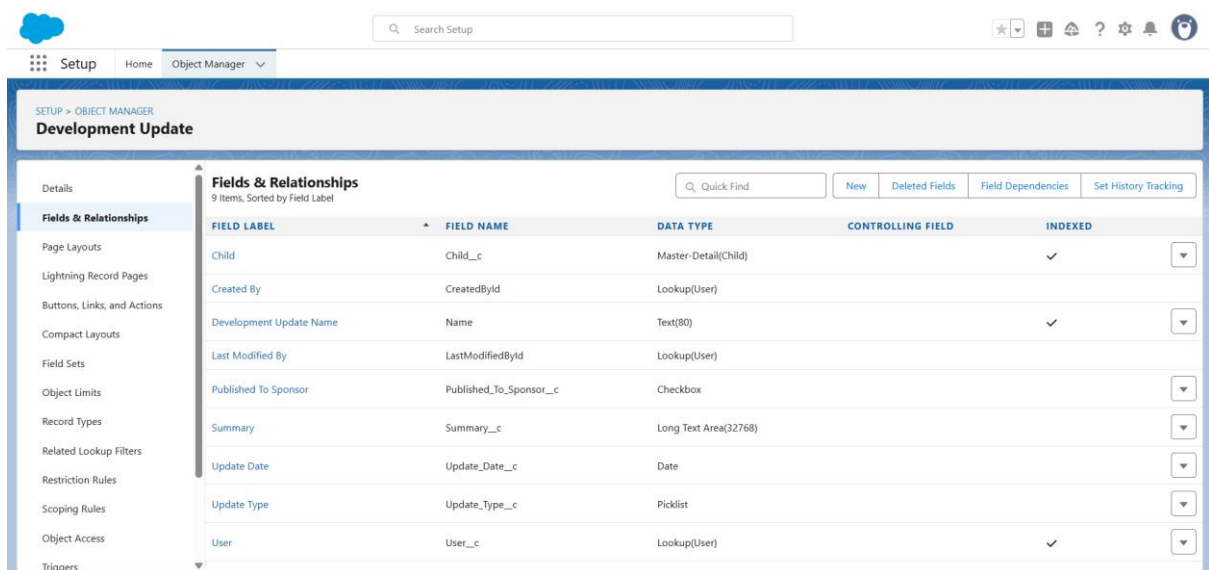 Search Setup
Setup Home Object Manager
SETUP > OBJECT MANAGER
Development Update
Details
Fields & Relationships
Page Layouts
Lightning Record Pages
Buttons, Links, and Actions
Compact Layouts
Field Sets
Object Limits
Record Types
Related Lookup Filters
Restriction Rules
Scoping Rules
Object Access
Triggers
Fields & Relationships
9 Items, Sorted by Field Label
Quick Find New Deleted Fields Field Dependencies Set History Tracking
FIELD LABEL FIELD NAME DATA TYPE CONTROLLING FIELD INDEXED
Child Child__c Master-Detail(Child)
Created By CreatedById Lookup(User)
Development Update Name Name Text(80)
Last Modified By LastModifiedById Lookup(User)
Published To Sponsor Published_To_Sponsor__c Checkbox
Summary Summary__c Long Text Area(32768)
Update Date Update_Date__c Date
Update Type Update_Type__c Picklist
User User__c Lookup(User)